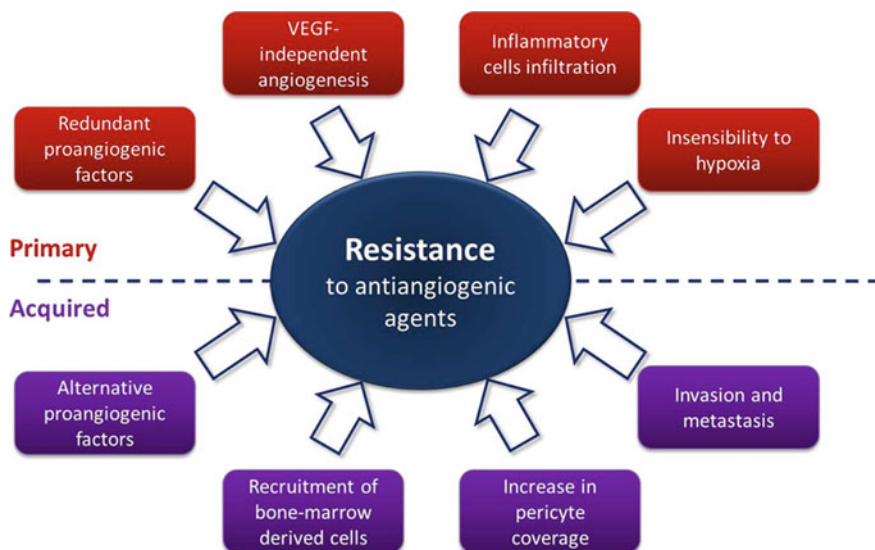 VEGF-
independent
angiogenesis
Inflammatory
cells infiltration
Redundant
proangiogenic
factors
Insensibility to
hypoxia
Primary
Resistance
to antiangiogenic
agents
Acquired
Alternative
proangiogenic
factors
Invasion and
metastasis
Recruitment of
bone-marrow
derived cells
Increase in
pericyte
coverage